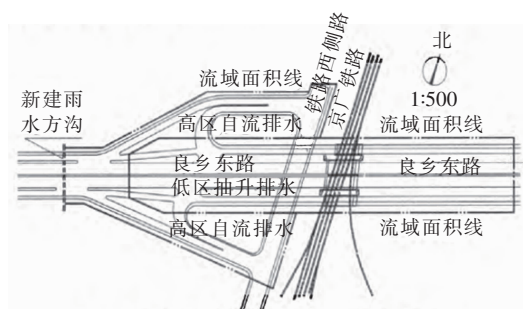 北
1:500
铁路西侧路
京广铁路
流域面积线
新建雨
水方沟
高区自流排水
流域面积线
良乡东路
良乡东路
低区抽升排水
高区自流排水
流域面积线